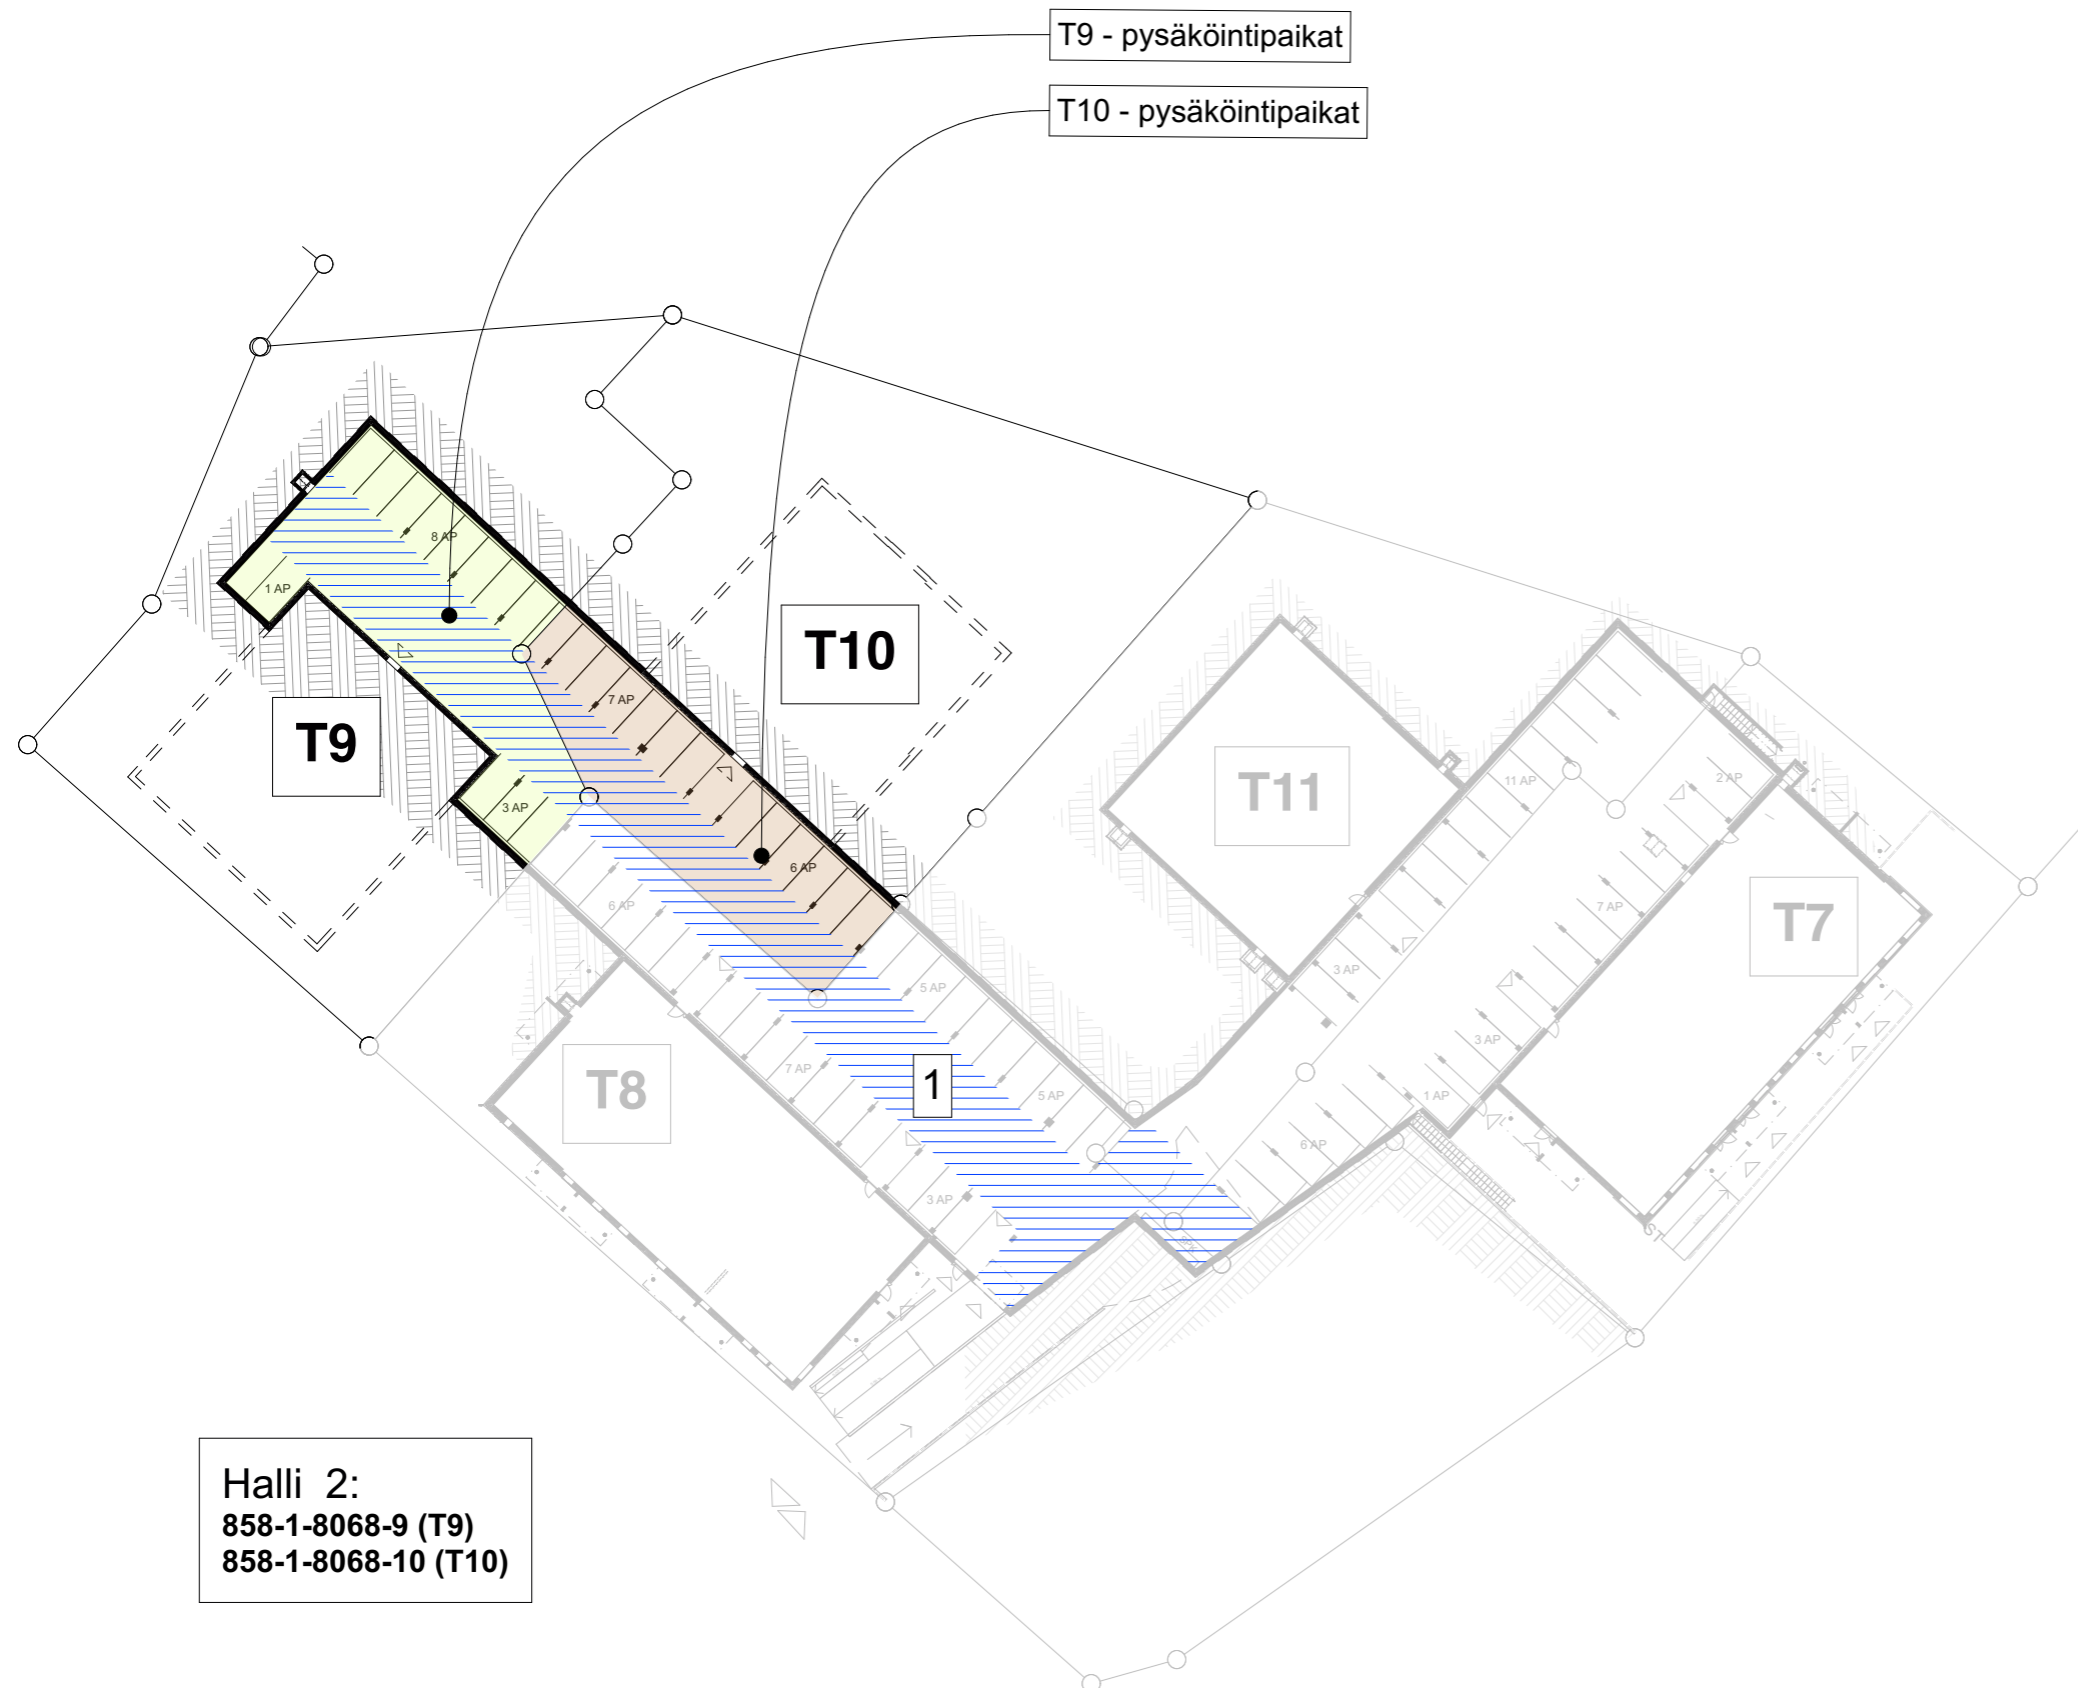 T9 - pysäköintipaikat
T10 - pysäköintipaikat
8 AP
1 AP
T10
T9
7 AP
3 AP
6 AP
6 AP
T11
11 AP
2 AP
7 AP
T7
3 AP
3 AP
5 AP
7 AP
1
5 AP
T8
1 AP
6 AP
3 AP
ST
Halli 2:
858-1-8068-9 (T9)
858-1-8068-10 (T10)